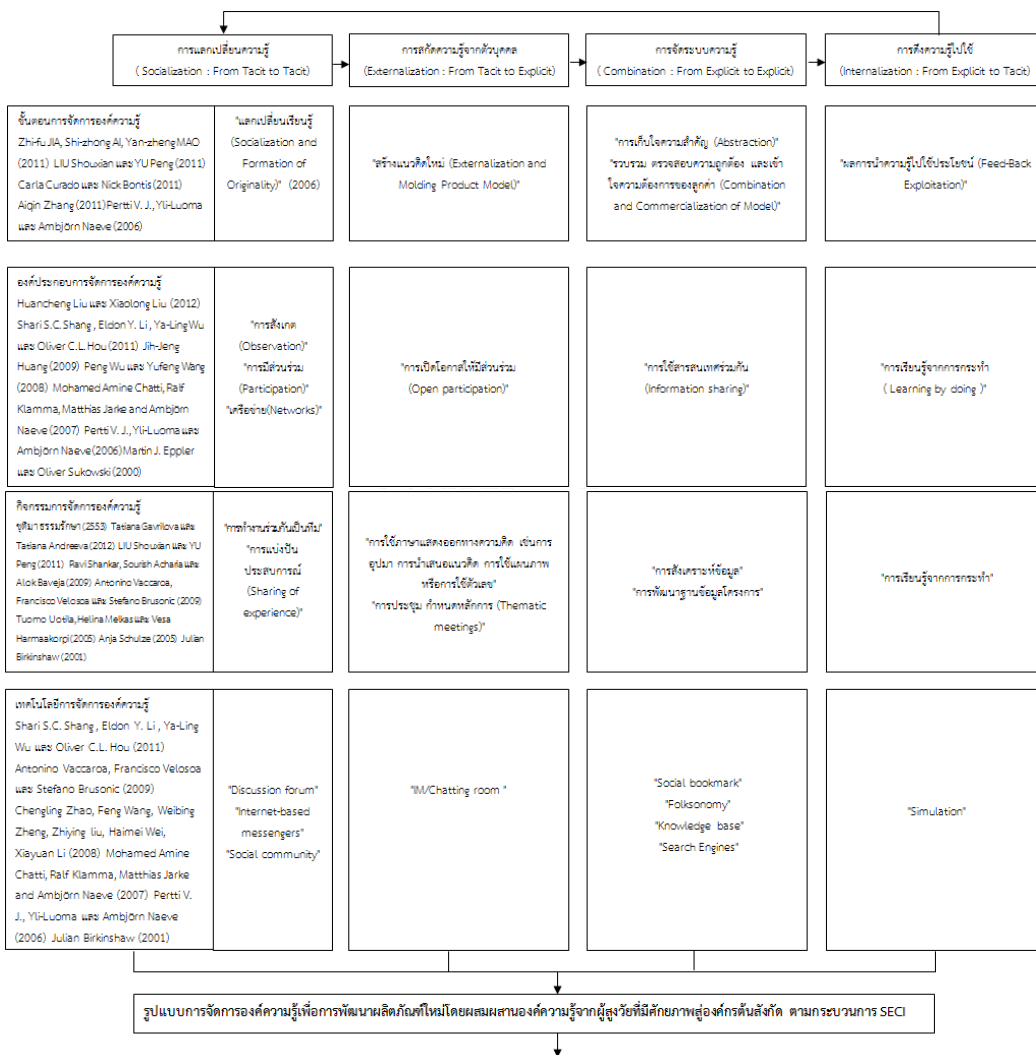 การแลกเปลี่ยนความรู้
( Socialization : From Tacit to Tacit)
การสกัดความรู้จากตัวบุคคล
(Externalization : From Tacit to Explicit)
การจัดระบบความรู้
( Combination : From Explicit to Explicit)
การดึงความรู้ไปใช้
(Internalization : From Explicit to Tacit)
ขั้นตอนการจัดการองค์ความรู้
Zhi-fu JIA, Shi-zhong AI, Yan-zheng MAO
(2011) LIU Shouxian และ YU Peng (2011)
Carla Curado และ Nick Bontis (2011)
Aiqin Zhang (2011)Pertti V. J., Yli-Luoma
และ Ambjörn Naeve (2006)
"แลกเปลี่ยนเรียนรู้
(Socialization and
Formation of
Originality)" (2006)
"สร้างแนวคิดใหม่ (Externalization and
Molding Product Model)"
"การเก็บใจความสำคัญ (Abstraction)"
"รวบรวม ตรวจสอบความถูกต้อง และเข้า
ใจความต้องการของลูกค้า (Combination
and Commercialization of Model)"
"ผลการนำความรู้ไปใช้ประโยชน์ (Feed-Back
Exploitation)"
องค์ประกอบการจัดการองค์ความรู้
Huancheng Liu และ Xiaolong Liu (2012)
Shari S.C. Shang , Eldon Y. Li , Ya-Ling Wu
และ Oliver C.L. Hou (2011) Jih-Jeng
Huang (2009) Peng Wu และ Yufeng Wang
(2008) Mohamed Amine Chatti, Ralf
Klamma, Matthias Jarke and Ambjörn
Naeve (2007) Pertti V. J., Yli-Luoma และ
Ambjörn Naeve (2006)Martin J. Eppler
และ Oliver Sukowski (2000)
"การสังเกต
(Observation)"
"การมีส่วนร่วม
(Participation)"
"เครือข่าย(Networks)"
"การเปิดโอกาสให้มีส่วนร่วม
(Open participation)"
"การใช้สารสนเทศร่วมกัน
(Information sharing)"
"การเรียนรู้จากการกระทำ
( Learning by doing )"
กิจกรรมการจัดการองค์ความรู้
ชุติมา ธรรมรักษา (2553) Tatiana Gavrilova และ
Tatiana Andreeva (2012) LIU Shouxian และ YU
Peng (2011) Ravi Shankar, Sourish Acharia และ
Alok Baveja (2009) Antonino Vaccaroa,
Francisco Velosoa และ Stefano Brusonic (2009)
Tuomo Uotila, Helina Melkas และ Vesa
Harmaakorpi (2005) Anja Schulze (2005) Julian
Birkinshaw (2001)
"การทำงานร่วมกันเป็นทีม"
"การแบ่งปัน
ประสบการณ์
(Sharing of
experience)"
"การใช้ภาษาแสดงออกทางความคิด เช่นการ
อุปมา การนำเสนอแนวคิด การใช้แผนภาพ
หรือการใช้ตัวเลข"
"การประชุม กำหนดหลักการ (Thematic
meetings)"
"การสังเคราะห์ข้อมูล"
"การพัฒนาฐานข้อมูลโครงการ"
"การเรียนรู้จากการกระทำ"
เทคโนโลยีการจัดการองค์ความรู้
Shari S.C. Shang , Eldon Y. Li , Ya-Ling
Wu และ Oliver C.L. Hou (2011)
Antonino Vaccaroa, Francisco Velosoa
และ Stefano Brusonic (2009)
Chengling Zhao, Feng Wang, Weibing
Zheng, Zhiying liu, Haimei Wei,
Xiayuan Li (2008) Mohamed Amine
Chatti, Ralf Klamma, Matthias Jarke
and Ambjörn Naeve (2007) Pertti V.
J., Yli-Luoma และ Ambjörn Naeve
(2006) Julian Birkinshaw (2001)
"Discussion forum"
"Internet-based
messengers"
"Social community"
"IM/Chatting room "
"Social bookmark"
"Folksonomy"
"Knowledge base"
"Search Engines"
"Simulation"
รูปแบบการจัดการองค์ความรู้เพื่อการพัฒนาผลิตภัณฑ์ใหม่โดยผสมผสานองค์ความรู้จากผู้สูงวัยที่มีศักยภาพสู่องค์กรต้นสังกัด ตามกระบวนการ SECI